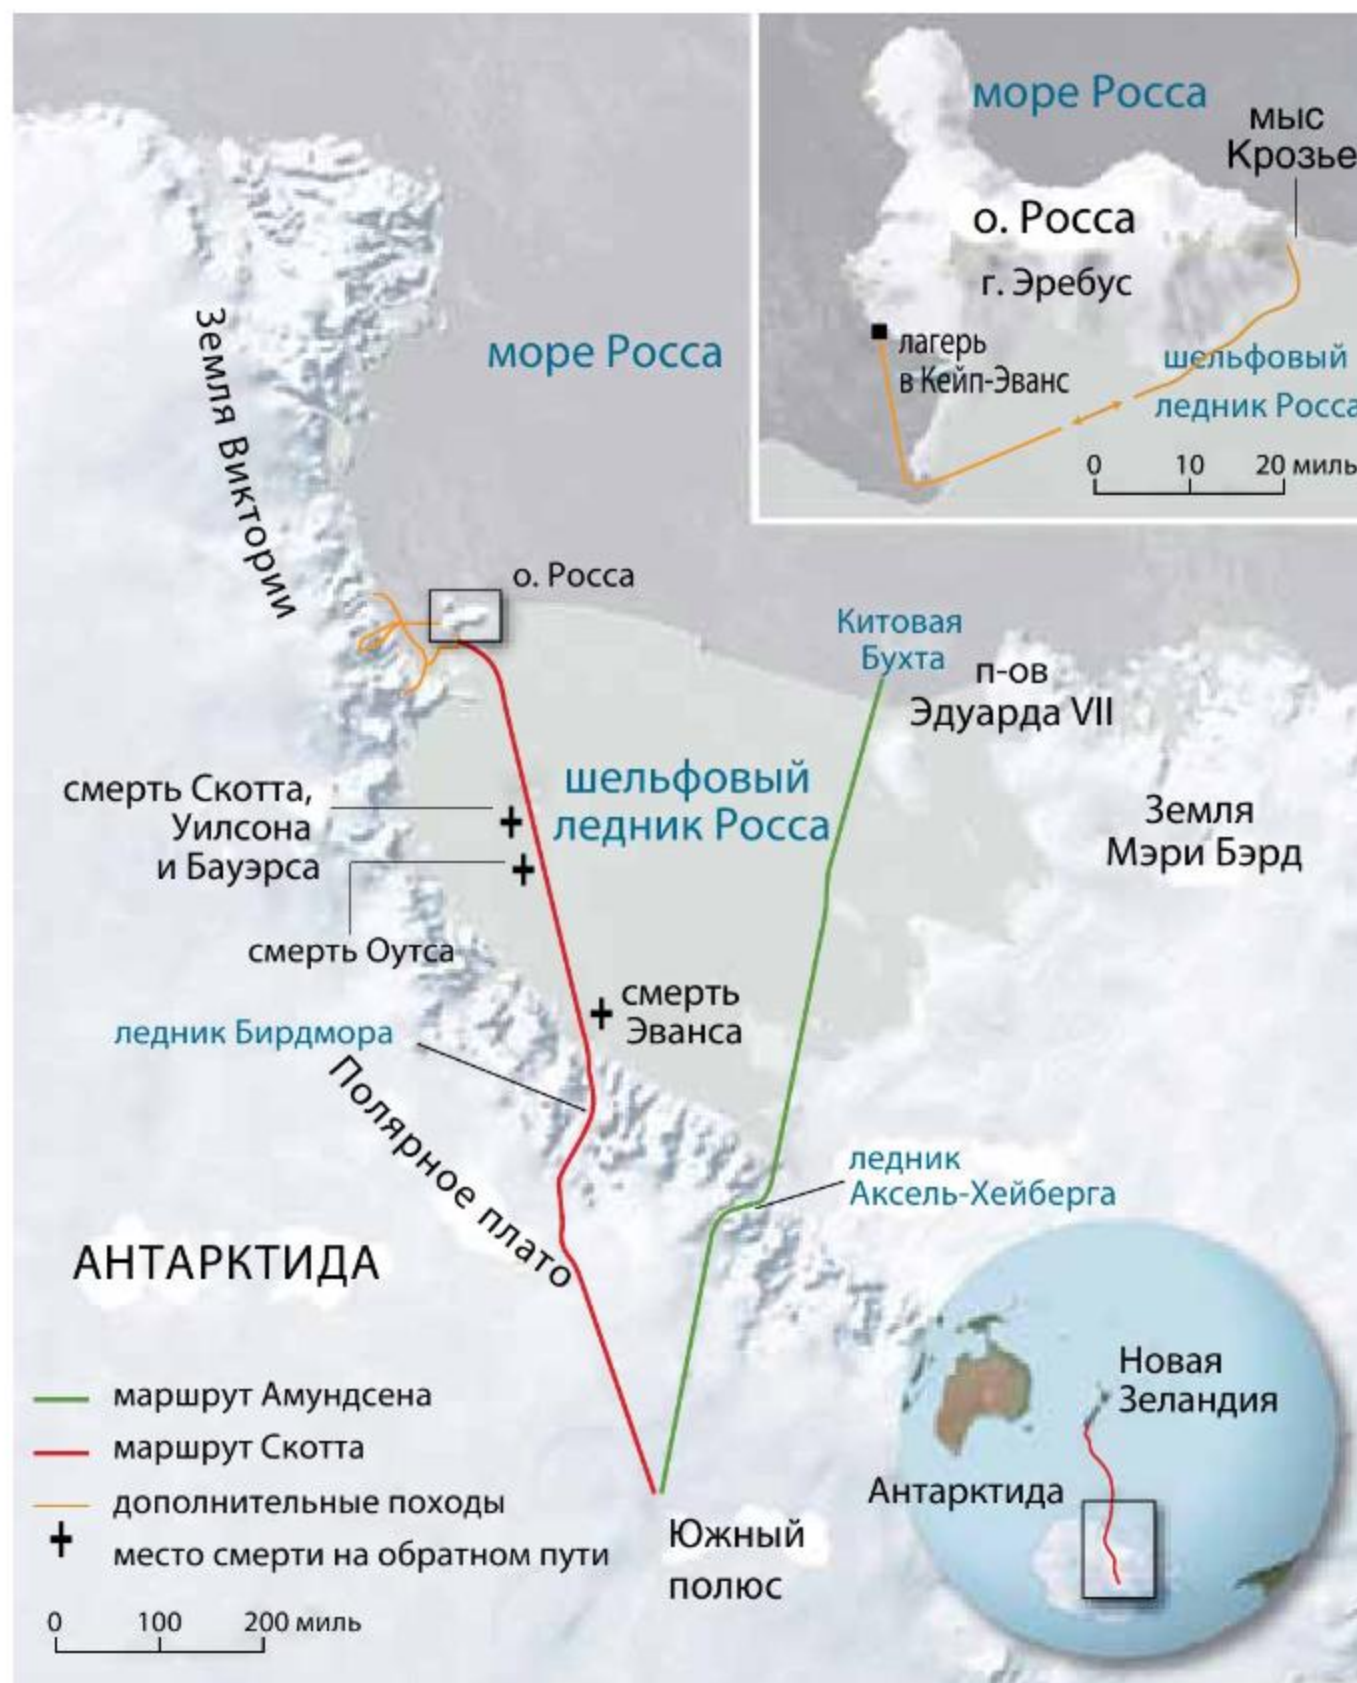 море Росса
мыс
Крозье
о. Росса
г. Эребус
лагерь
в Кейп-Эванс
шельфовый
ледник Росса
0 10 20 миль
Земля Виктории
море Росса
о. Росса
Китовая
Бухта
п-ов
Эдуарда VII
шельфовый
ледник Росса
Земля
Мэри Бэрд
смерть Скотта,
Уилсона
и Бауэрса
смерть Оутса
смерть
Эванса
ледник Бирдмора
Полярное плато
ледник
Аксель-Хейберга
АНТАРКТИДА
маршрут Амундсена
маршрут Скотта
дополнительные походы
место смерти на обратном пути
0 100 200 миль
Южный
полюс
Новая
Зеландия
Антарктида